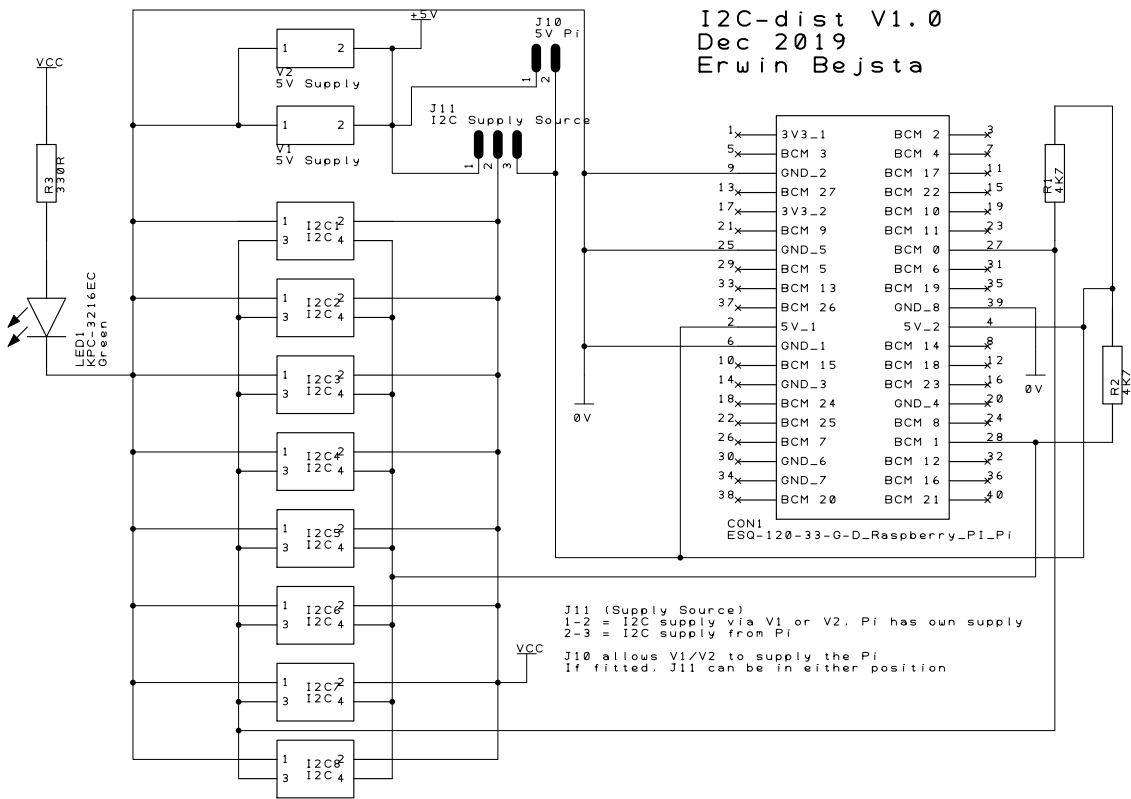 I2C-dist V1.0
Dec 2019
Erwin Bejsta
+5V
J10
5V Pi
1
2
1 2
V2
5V Supply
J11
I2C Supply Source
1
2
3
1 2
V1
5V Supply
VCC
R3
330R
LED1
KPC-3216EC
Green
1 I2C1 2
3 I2C 4
1 I2C2 2
3 I2C 4
1 I2C3 2
3 I2C 4
1 I2C4 2
3 I2C 4
1 I2C5 2
3 I2C 4
1 I2C6 2
3 I2C 4
1 I2C7 2
3 I2C 4
1 I2C8 2
3 I2C 4
VCC
0V
1 3V3_1 BCM 2 3
5 BCM 3 BCM 4 7
9 GND_2 BCM 17 11
13 BCM 27 BCM 22 15
17 3V3_2 BCM 10 19
21 BCM 9 BCM 11 23
25 GND_5 BCM 0 27
29 BCM 5 BCM 6 31
33 BCM 13 BCM 19 35
37 BCM 26 GND_8 39
2 5V_1 5V_2 4
6 GND_1 BCM 14 8
10 BCM 15 BCM 18 12
14 GND_3 BCM 23 16
18 BCM 24 GND_4 20
22 BCM 25 BCM 8 24
26 BCM 7 BCM 1 28
30 GND_6 BCM 12 32
34 GND_7 BCM 16 36
38 BCM 20 BCM 21 40
CON1
ESQ-120-33-G-D_Raspberry_PI_Pi
R1
4K7
0V
R2
4K7
J11 (Supply Source)
1-2 = I2C supply via V1 or V2. Pi has own supply
2-3 = I2C supply from Pi
J10 allows V1/V2 to supply the Pi
If fitted, J11 can be in either position